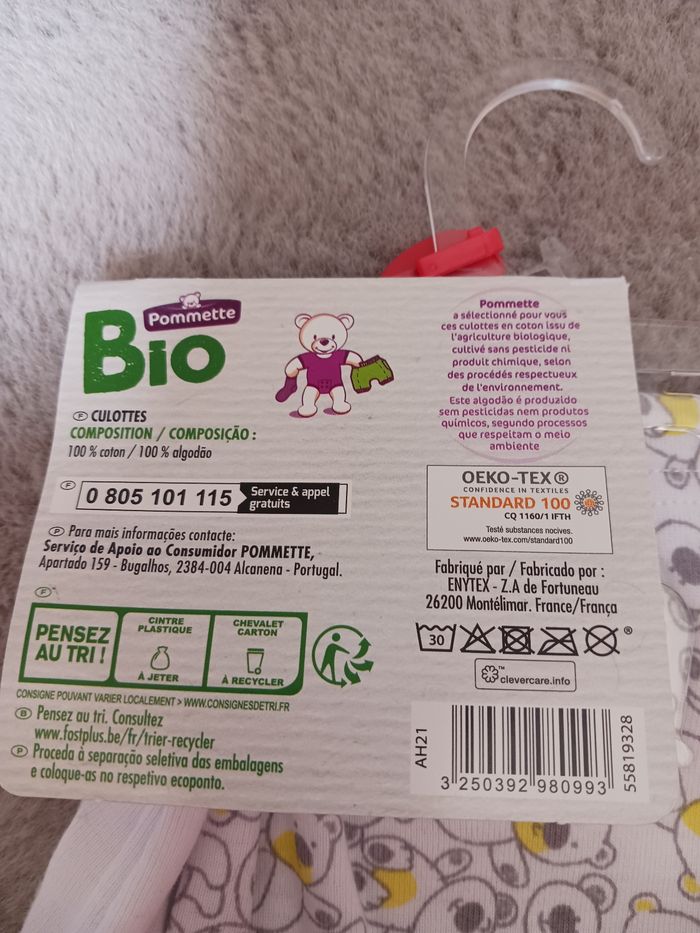 Pommette
Bio
F CULOTTES
COMPOSITION / COMPOSIÇÃO :
100 % coton / 100 % algodão
F
0 805 101 115 Service & appel
gratuits
P Para mais informações contacte:
Serviço de Apoio ao Consumidor POMMETTE,
Apartado 159 - Bugalhos, 2384-004 Alcanena - Portugal.
F
PENSEZ
AU TRI !
CINTRE
PLASTIQUE
À JETER
CHEVALET
CARTON
À RECYCLER
CONSIGNE POUVANT VARIER LOCALEMENT > WWW.CONSIGNESDETRI.FR
B Pensez au tri. Consultez
www.fostplus.be/fr/trier-recycler
P Proceda à separação seletiva das embalagens
e coloque-as no respetivo ecoponto.
Pommette
a sélectionné pour vous
ces culottes en coton issu de
l'agriculture biologique,
cultivé sans pesticide ni
produit chimique, selon
des procédés respectueux
de l'environnement.
Este algodão é produzido
sem pesticidas nem produtos
químicos, segundo processos
que respeitam o meio
ambiente
OEKO-TEX®
CONFIDENCE IN TEXTILES
STANDARD 100
CQ 1160/1 IFTH
Testé substances nocives.
www.oeko-tex.com/standard100
Fabriqué par / Fabricado por :
ENYTEX - Z.A de Fortuneau
26200 Montélimar. France/França
30 ®
™ clevercare.info
AH21
3 250392 980993
55819328